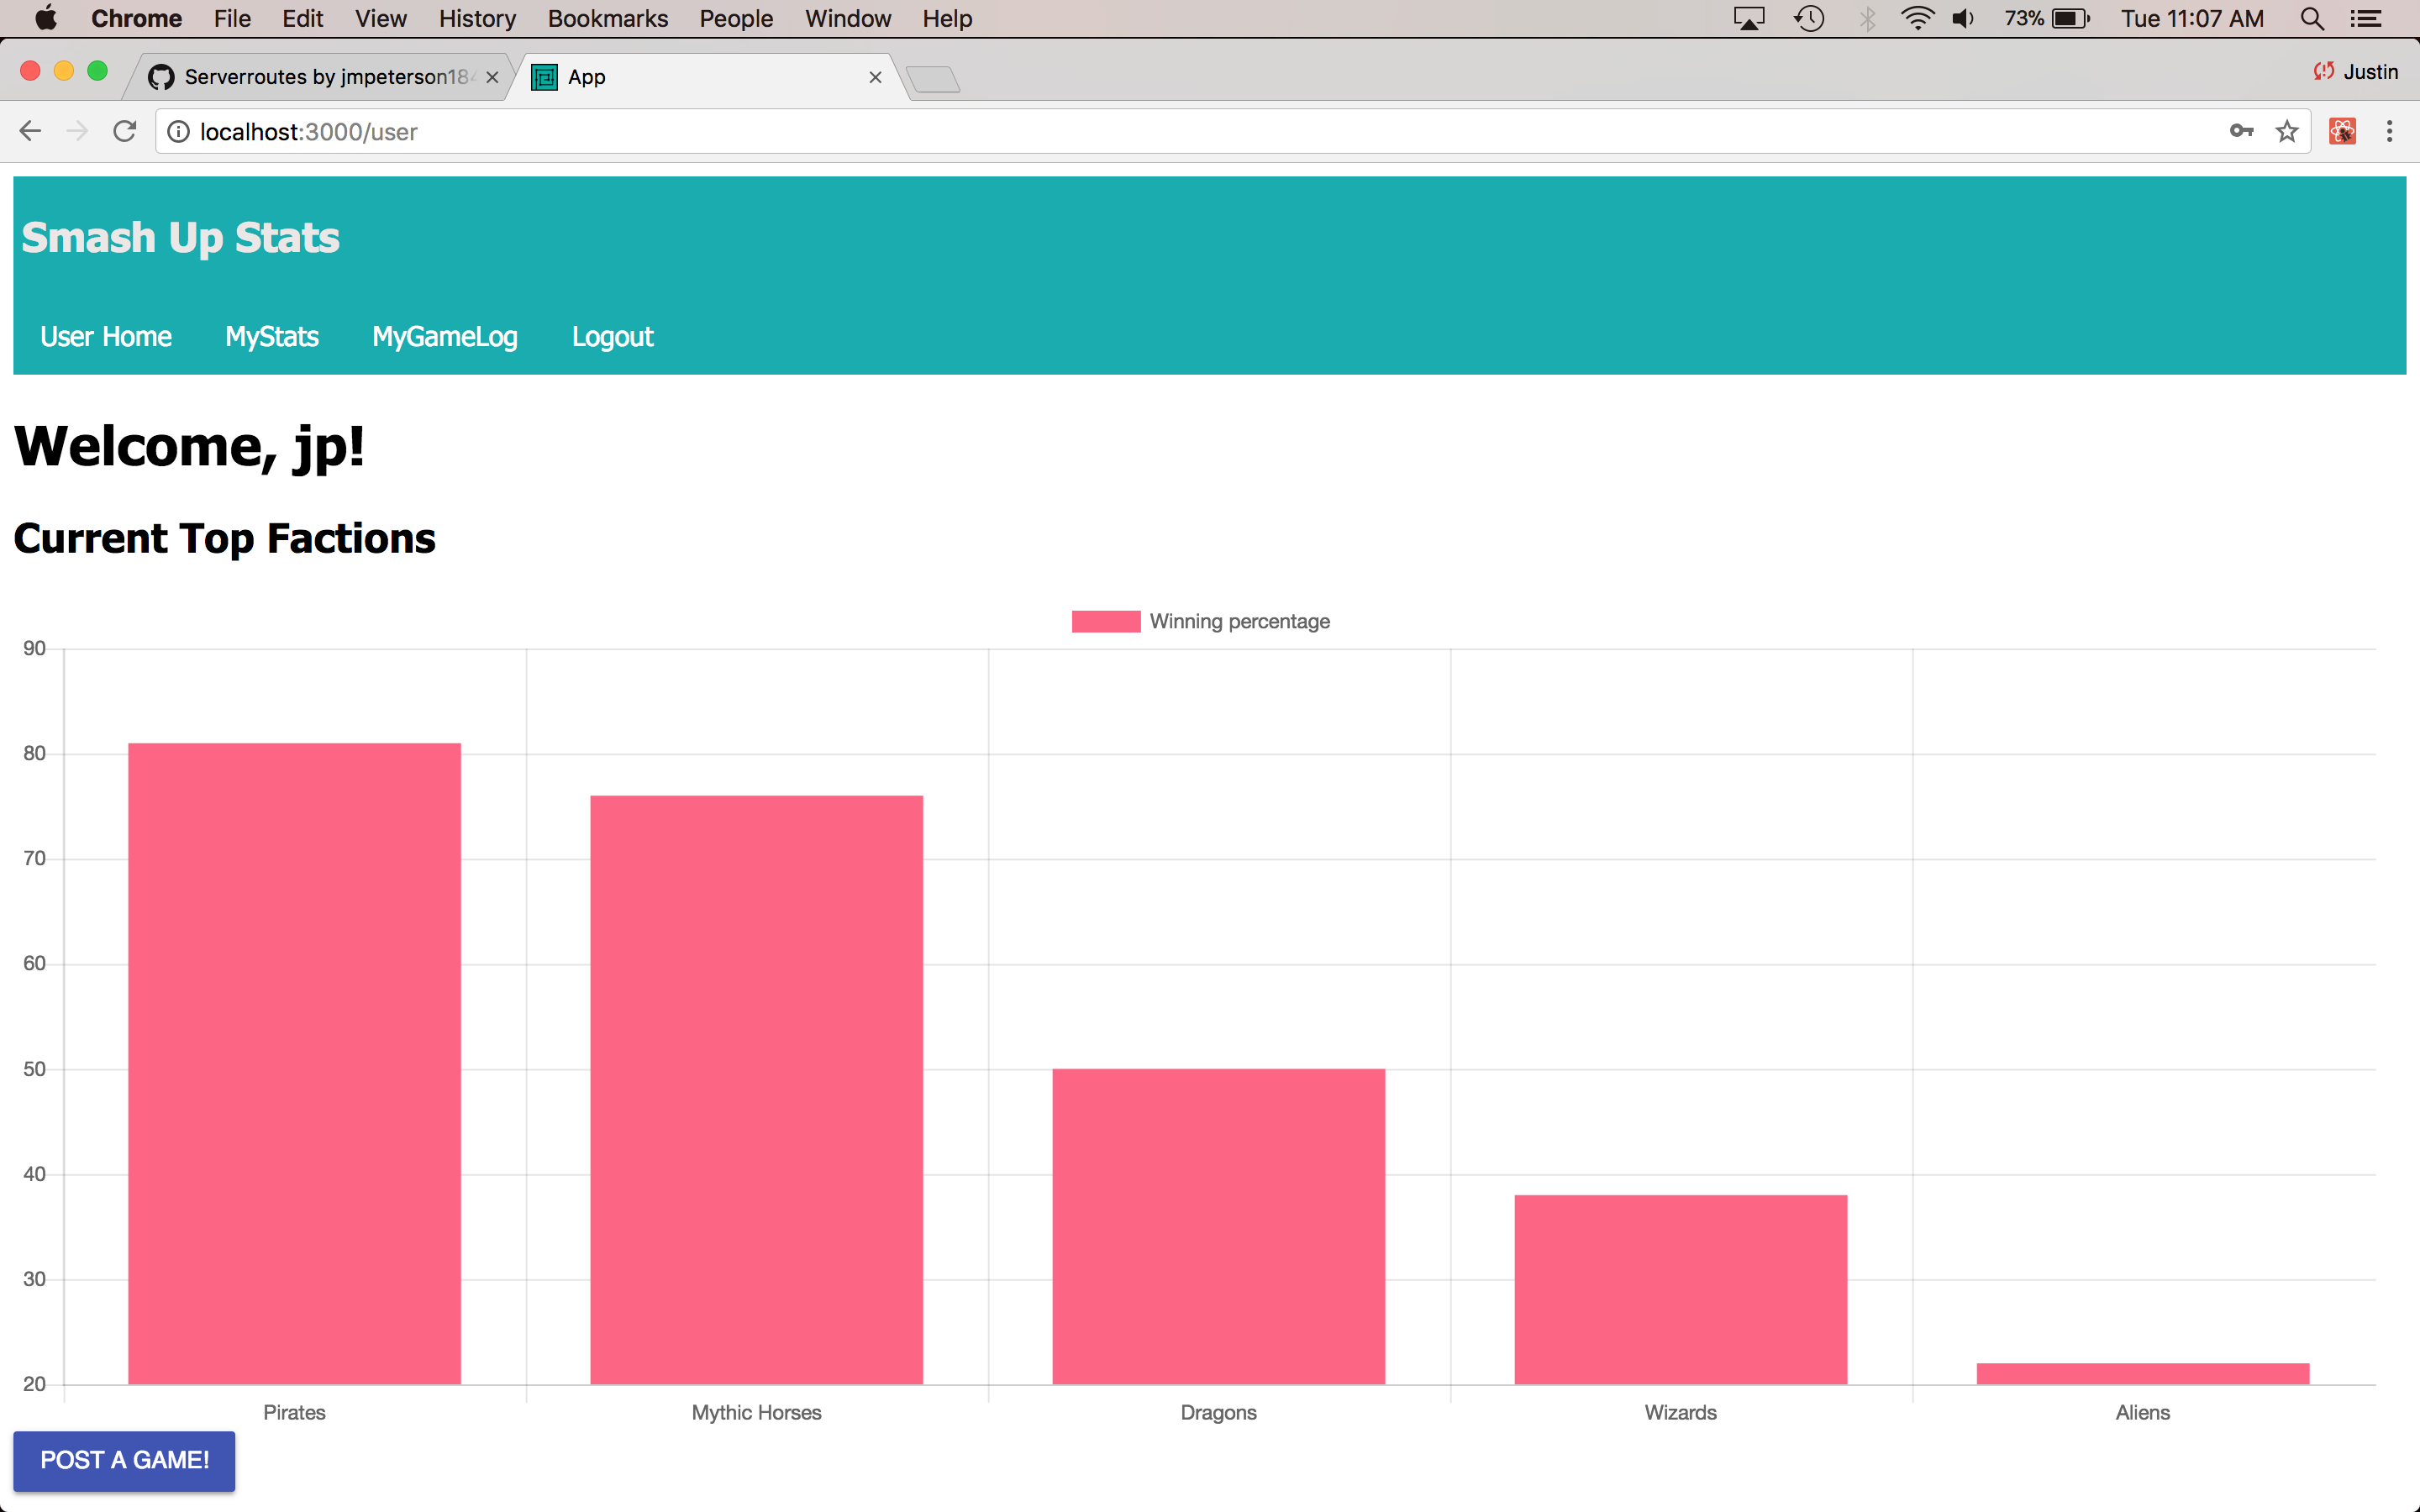 Chrome File Edit View History Bookmarks People Window Help 73% Tue 11:07 AM
Serverroutes by jmpeterson184 App Justin
localhost:3000/user
Smash Up Stats
User Home MyStats MyGameLog Logout
Welcome, jp!
Current Top Factions
Winning percentage
90
80
70
60
50
40
30
20
Pirates Mythic Horses Dragons Wizards Aliens
POST A GAME!